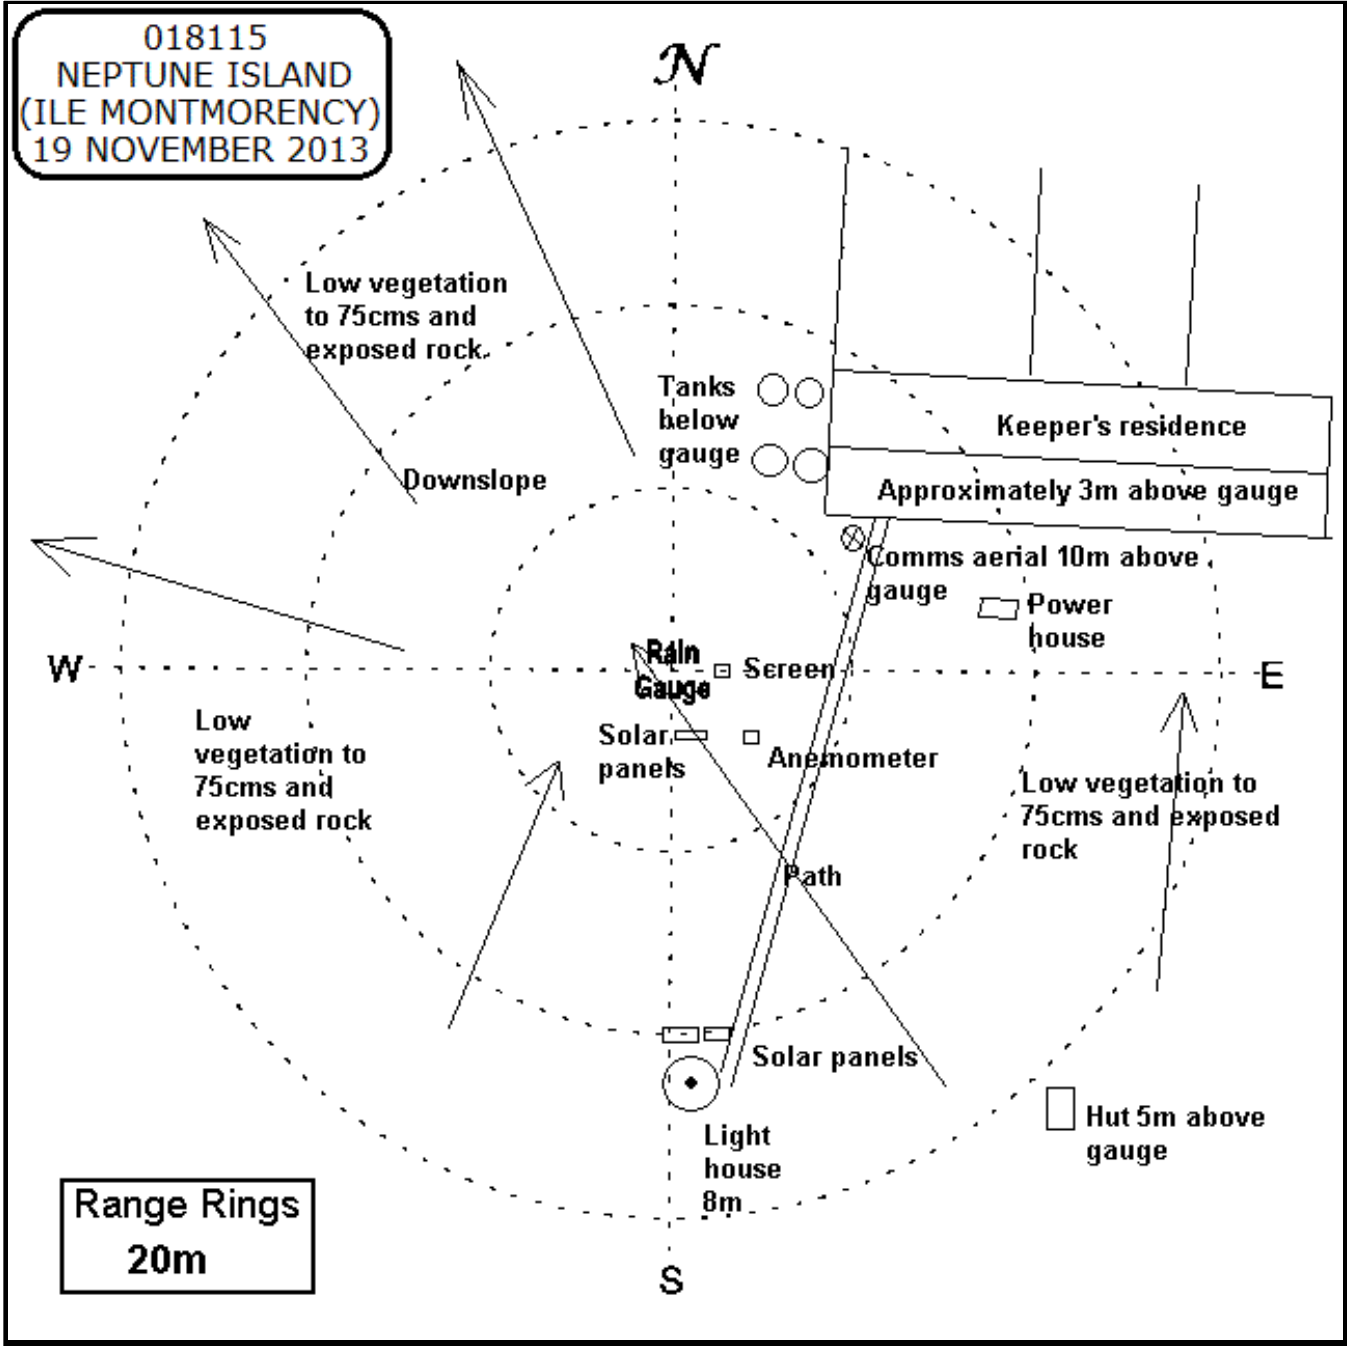 018115
NEPTUNE ISLAND
(ILE MONTMORENCY)
19 NOVEMBER 2013
N
Low vegetation
to 75cms and
exposed rock.
Tanks
below
gauge
Keeper's residence
Downslope
Approximately 3m above gauge
Comms aerial 10m above
gauge
Power
house
W
Rain
Gauge
Screen
E
Low
vegetation to
75cms and
exposed rock
Solar
panels
Anemometer
Low vegetation to
75cms and exposed
rock
Path
Solar panels
Light
house
8m
Hut 5m above
gauge
Range Rings
20m
S